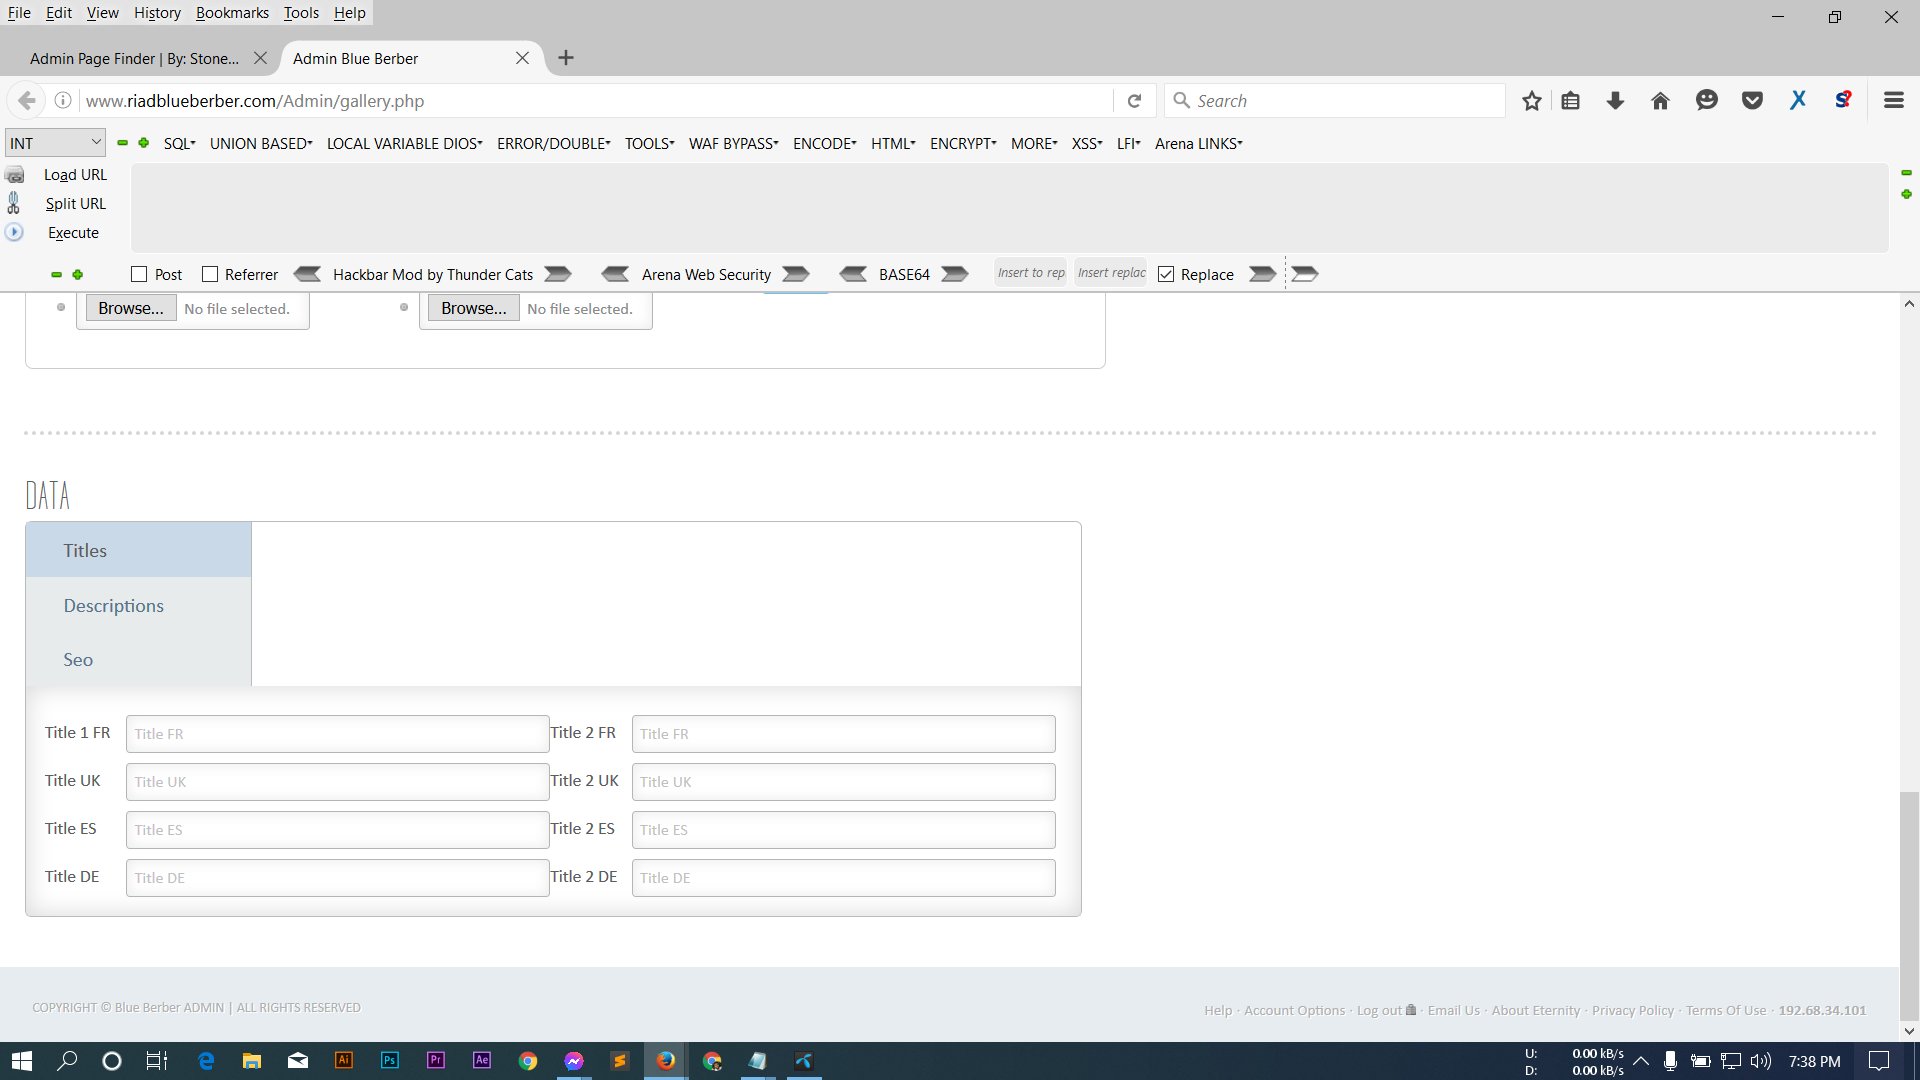 File Edit View History Bookmarks Tools Help
Admin Page Finder | By: Stone... Admin Blue Berber
www.riadblueberber.com/Admin/gallery.php Search
INT SQL UNION BASED LOCAL VARIABLE DIOS ERROR/DOUBLE TOOLS WAF BYPASS ENCODE HTML ENCRYPT MORE XSS LFI Arena LINKS
Load URL
Split URL
Execute
Post Referrer Hackbar Mod by Thunder Cats Arena Web Security BASE64 Insert to rep Insert replac Replace
Browse... No file selected. Browse... No file selected.
DATA
Titles
Descriptions
Seo
Title 1 FR Title FR Title 2 FR Title FR
Title UK Title UK Title 2 UK Title UK
Title ES Title ES Title 2 ES Title ES
Title DE Title DE Title 2 DE Title DE
COPYRIGHT © Blue Berber ADMIN | ALL RIGHTS RESERVED
Help · Account Options · Log out · Email Us · About Eternity · Privacy Policy · Terms Of Use · 192.68.34.101
Ai Ps Pr Ae
U: 0.00 kB/s
D: 0.00 kB/s
7:38 PM